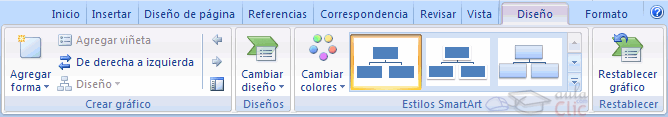 Inicio Insertar Diseño de página Referencias Correspondencia Revisar Vista Diseño Formato
Agregar forma
Agregar viñeta
De derecha a izquierda
Diseño
Crear gráfico
Cambiar diseño
Diseños
Cambiar colores
Estilos SmartArt
Restablecer gráfico
Restablecer
aula
Clic